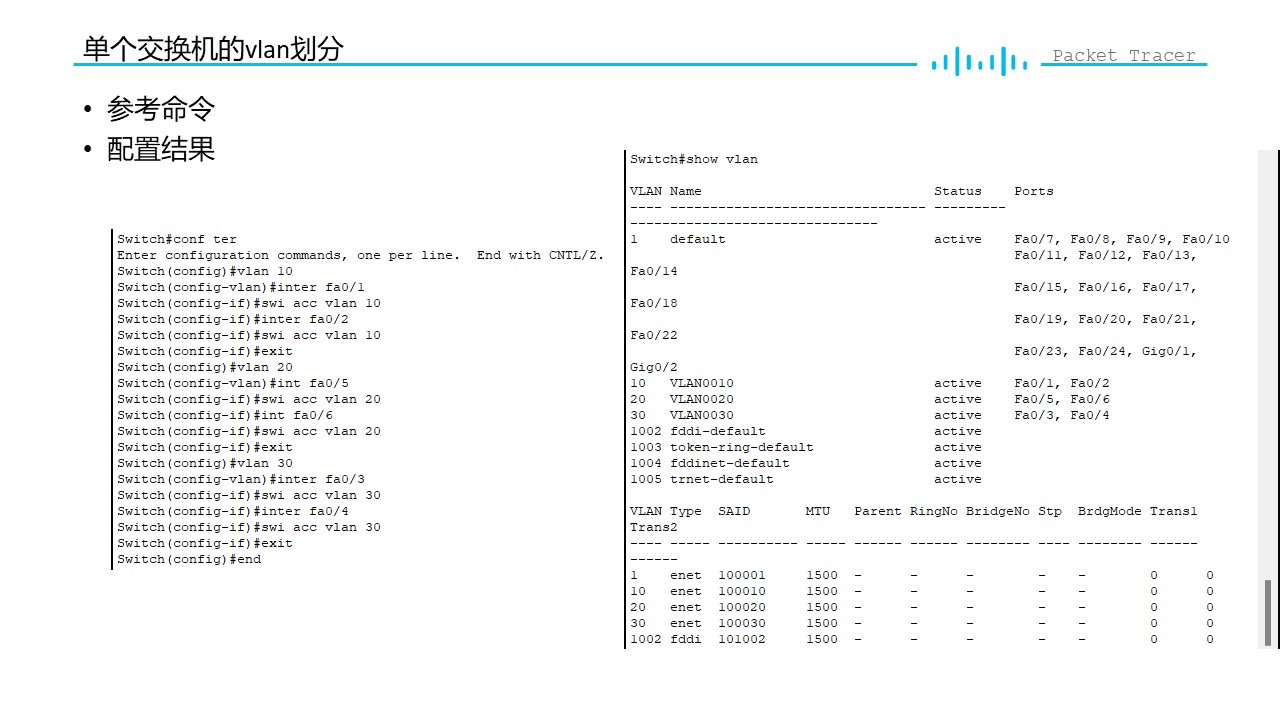 单个交换机的vlan划分
Packet Tracer
• 参考命令
• 配置结果
Switch#conf ter
Enter configuration commands, one per line.  End with CNTL/Z.
Switch(config)#vlan 10
Switch(config-vlan)#inter fa0/1
Switch(config-if)#swi acc vlan 10
Switch(config-if)#inter fa0/2
Switch(config-if)#swi acc vlan 10
Switch(config-if)#exit
Switch(config)#vlan 20
Switch(config-vlan)#int fa0/5
Switch(config-if)#swi acc vlan 20
Switch(config-if)#int fa0/6
Switch(config-if)#swi acc vlan 20
Switch(config-if)#exit
Switch(config)#vlan 30
Switch(config-vlan)#inter fa0/3
Switch(config-if)#swi acc vlan 30
Switch(config-if)#inter fa0/4
Switch(config-if)#swi acc vlan 30
Switch(config-if)#exit
Switch(config)#end
Switch#show vlan
VLAN Name                             Status    Ports
---- -------------------------------- ---------
-------------------------------
1    default                          active    Fa0/7, Fa0/8, Fa0/9, Fa0/10
                                                Fa0/11, Fa0/12, Fa0/13,
Fa0/14
                                                Fa0/15, Fa0/16, Fa0/17,
Fa0/18
                                                Fa0/19, Fa0/20, Fa0/21,
Fa0/22
                                                Fa0/23, Fa0/24, Gig0/1,
Gig0/2
10   VLAN0010                         active    Fa0/1, Fa0/2
20   VLAN0020                         active    Fa0/5, Fa0/6
30   VLAN0030                         active    Fa0/3, Fa0/4
1002 fddi-default                     active
1003 token-ring-default               active
1004 fddinet-default                  active
1005 trnet-default                    active
VLAN Type  SAID       MTU   Parent RingNo BridgeNo Stp  BrdgMode Trans1
Trans2
---- ----- ---------- ----- ------ ------ -------- ---- -------- ------
------
1    enet  100001     1500  -      -      -        -    -        0      0
10   enet  100010     1500  -      -      -        -    -        0      0
20   enet  100020     1500  -      -      -        -    -        0      0
30   enet  100030     1500  -      -      -        -    -        0      0
1002 fddi  101002     1500  -      -      -        -    -        0      0